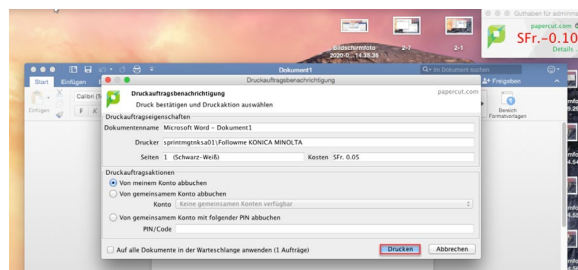 Guthaben für adminma
papercut.com
SFr.-0.10
Details
Bildschirmfoto
2020-0...14.38.36
2-7
2-1
Dokument1
Im Dokument suchen
Start
Einfügen
Freigeben
Druckauftragsbenachrichtigung
Druckauftragsbenachrichtigung
papercut.com
Druck bestätigen und Druckaktion auswählen
Einfügen
Calibri
F K
Bereich
Formatvorlagen
Druckauftragseigenschaften
Dokumentenname Microsoft Word - Dokument1
Drucker sprintmgtnksa01\Followme KONICA MINOLTA
Seiten 1 (Schwarz-Weiß) Kosten SFr. 0.05
Druckauftragsaktionen
Von meinem Konto abbuchen
Von gemeinsamem Konto abbuchen
Konto Keine gemeinsamen Konten verfügbar
Von gemeinsamem Konto mit folgender PIN abbuchen
PIN/Code
Auf alle Dokumente in der Warteschlange anwenden (1 Aufträge) Drucken Abbrechen